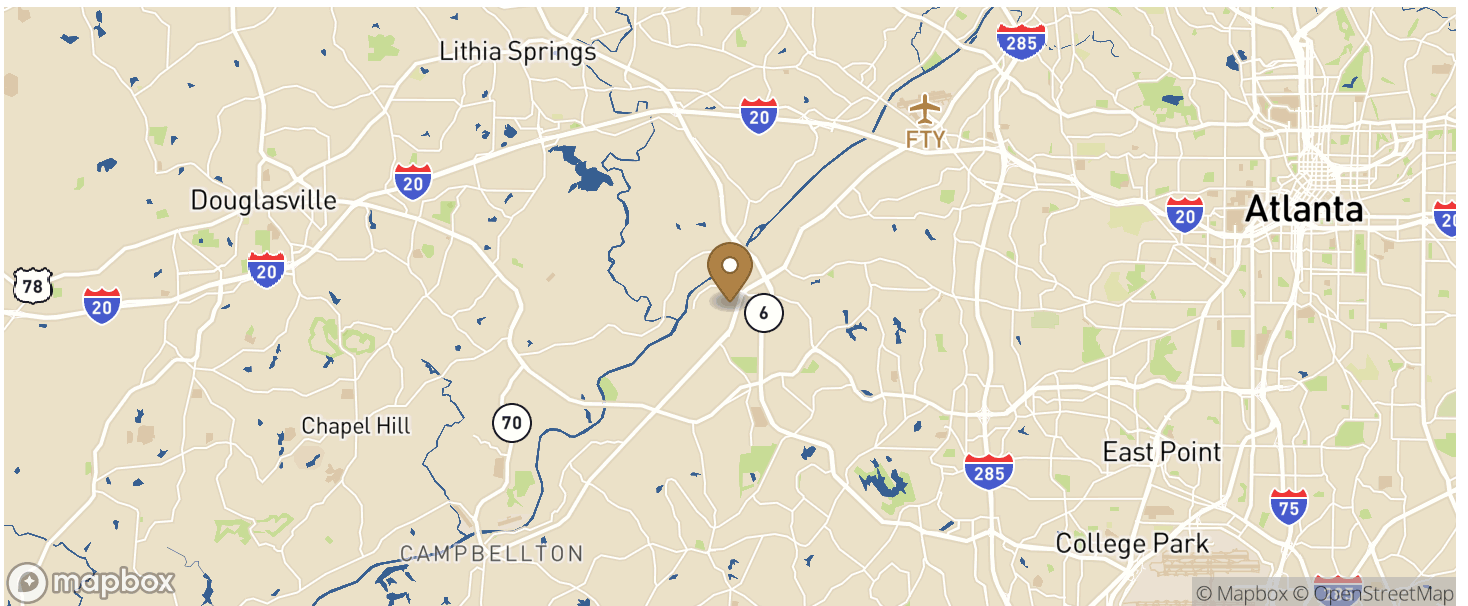 285
Lithia Springs
20
FTY
20
Douglasville
20
Atlanta
20
20
78
20
6
Chapel Hill
70
East Point
285
75
College Park
CAMPBELLTON
mapbox
© Mapbox © OpenStreetMap